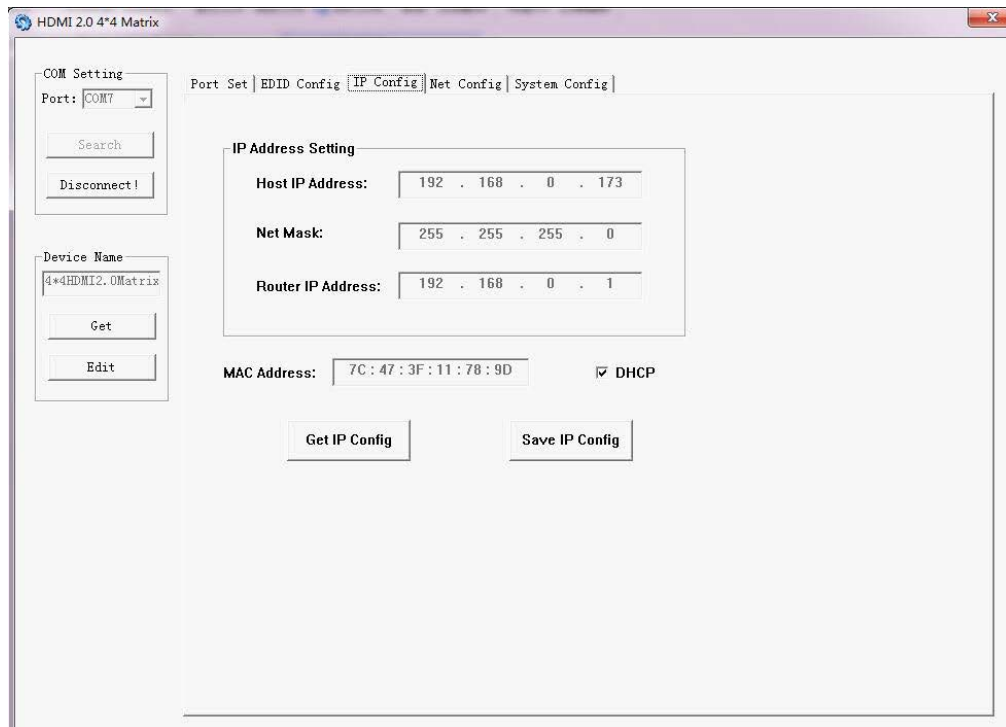 HDMI 2.0 4*4 Matrix
COM Setting
Port: COM7
Search
Disconnect!
Device Name
4*4HDMI2.0Matrix
Get
Edit
Port Set EDID Config IP Config Net Config System Config
IP Address Setting
Host IP Address: 192 . 168 . 0 . 173
Net Mask: 255 . 255 . 255 . 0
Router IP Address: 192 . 168 . 0 . 1
MAC Address: 7C : 47 : 3F : 11 : 78 : 9D DHCP
Get IP Config Save IP Config